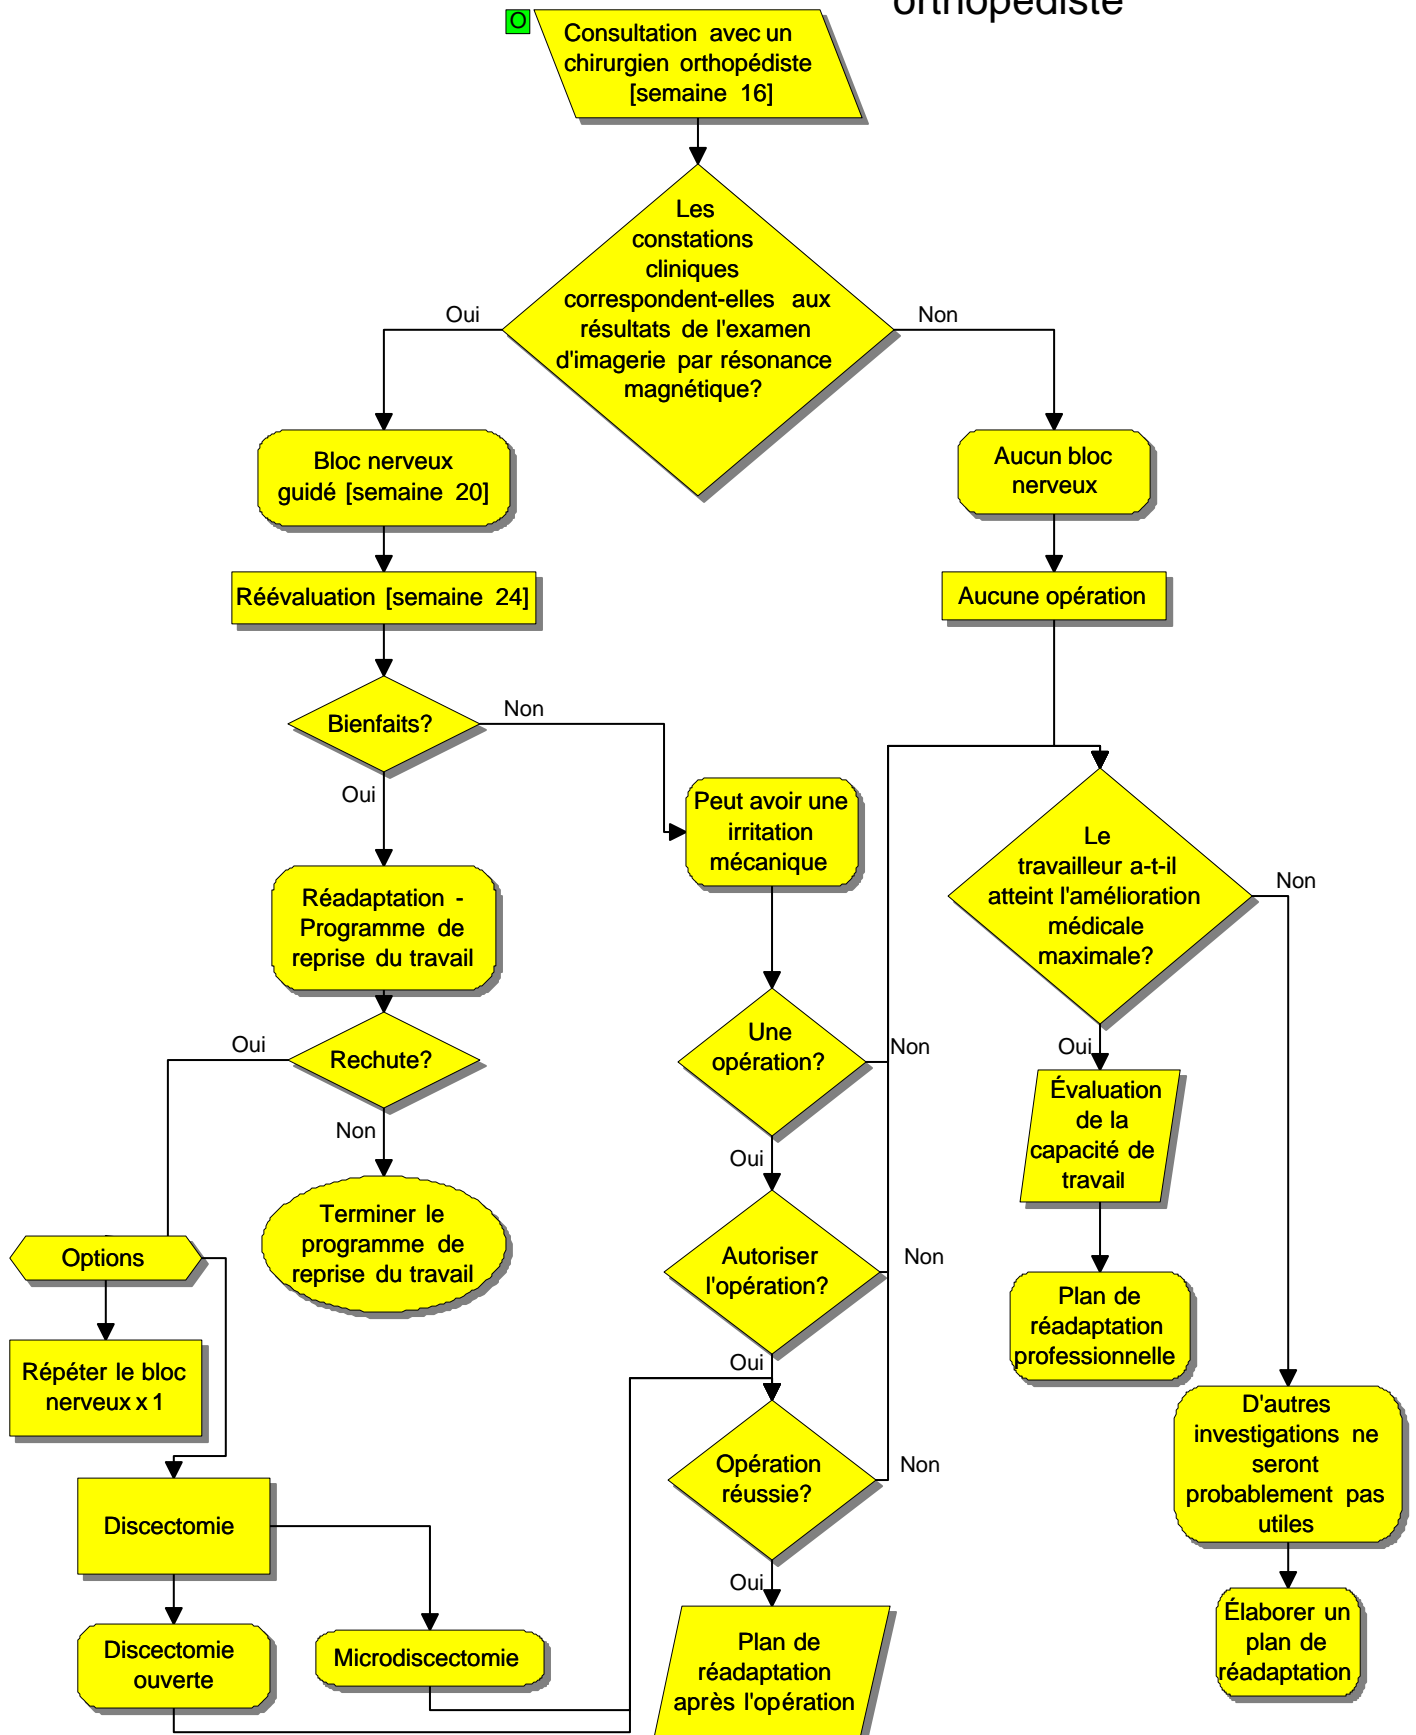 orthopédiste
O
Consultation avec un
chirurgien orthopédiste
[semaine 16]
Les
constations
cliniques
correspondent-elles aux
résultats de l'examen
d'imagerie par résonance
magnétique?
Oui
Non
Bloc nerveux
guidé [semaine 20]
Aucun bloc
nerveux
Réévaluation [semaine 24]
Aucune opération
Bienfaits?
Non
Oui
Peut avoir une
irritation
mécanique
Le
travailleur a-t-il
atteint l'amélioration
médicale
maximale?
Non
Oui
Réadaptation -
Programme de
reprise du travail
Rechute?
Oui
Non
Une
opération?
Non
Oui
Évaluation
de la
capacité de
travail
Terminer le
programme de
reprise du travail
Options
Autoriser
l'opération?
Non
Oui
Plan de
réadaptation
professionnelle
Répéter le bloc
nerveux x 1
D'autres
investigations ne
seront
probablement pas
utiles
Opération
réussie?
Non
Oui
Discectomie
Discectomie
ouverte
Microdiscectomie
Plan de
réadaptation
après l'opération
Élaborer un
plan de
réadaptation